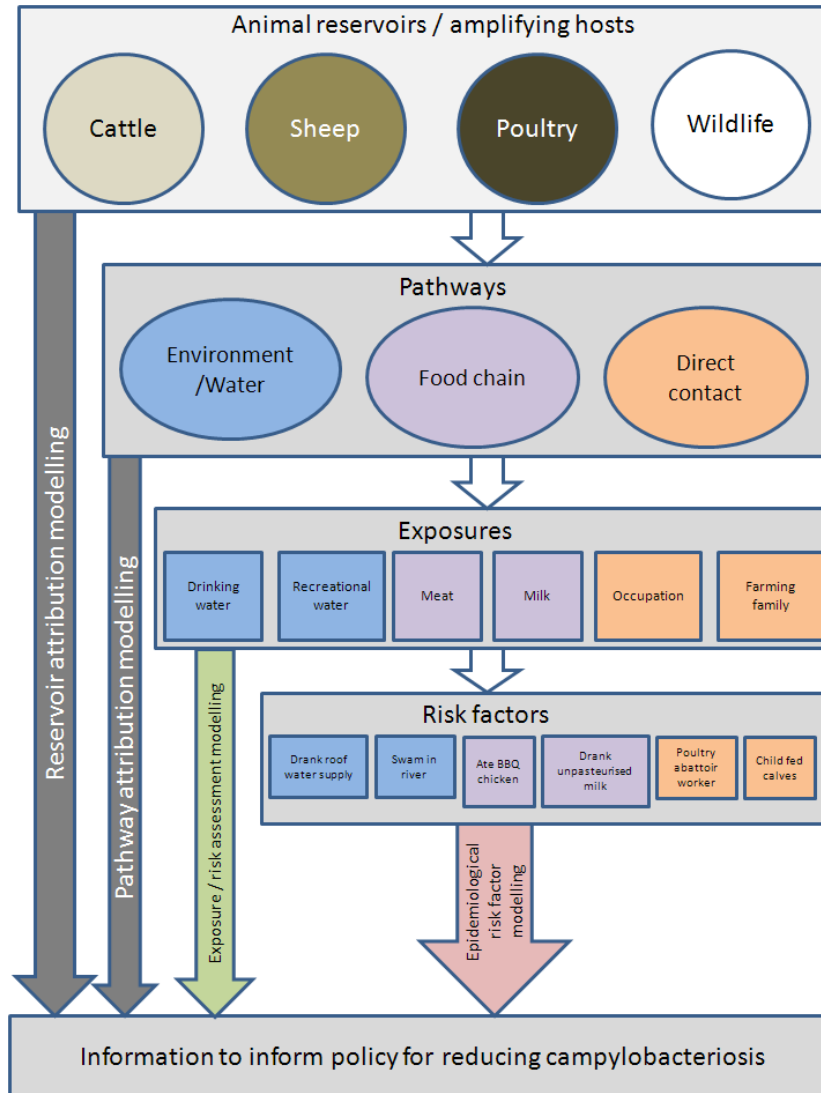 Animal reservoirs / amplifying hosts
Cattle
Sheep
Poultry
Wildlife
Pathways
Environment
/Water
Food chain
Direct
contact
Exposures
Drinking
water
Recreational
water
Meat
Milk
Occupation
Farming
family
Risk factors
Drank roof
water supply
Swam in
river
Ate BBQ
chicken
Drank
unpasteurised
milk
Poultry
abattoir
worker
Child fed
calves
Reservoir attribution modelling
Pathway attribution modelling
Exposure / risk assessment modelling
Epidemiological
risk factor
modelling
Information to inform policy for reducing campylobacteriosis